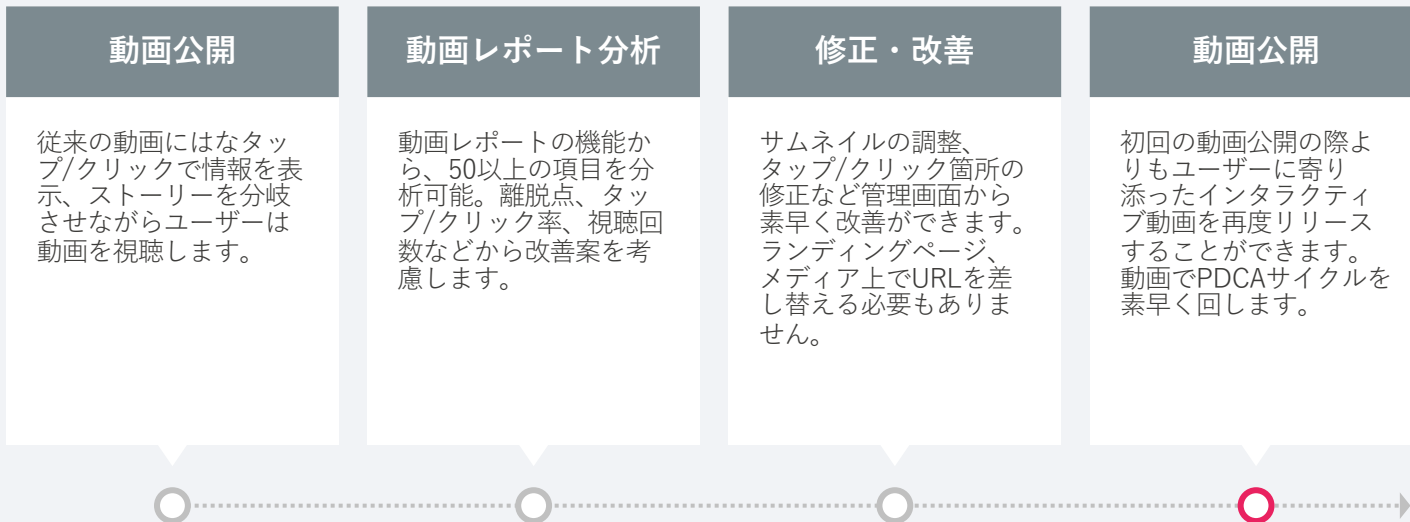 動画公開
従来の動画にはなタッ
プ/クリックで情報を表
示、ストーリーを分岐
させながらユーザーは
動画を視聴します。
動画レポート分析
動画レポートの機能か
ら、50以上の項目を分
析可能。離脱点、タッ
プ/クリック率、視聴回
数などから改善案を考
慮します。
修正・改善
サムネイルの調整、
タップ/クリック箇所の
修正など管理画面から
素早く改善ができます。
ランディングページ、
メディア上でURLを差
し替える必要もありま
せん。
動画公開
初回の動画公開の際よ
りもユーザーに寄り
添ったインタラクティ
ブ動画を再度リリース
することができます。
動画でPDCAサイクルを
素早く回します。